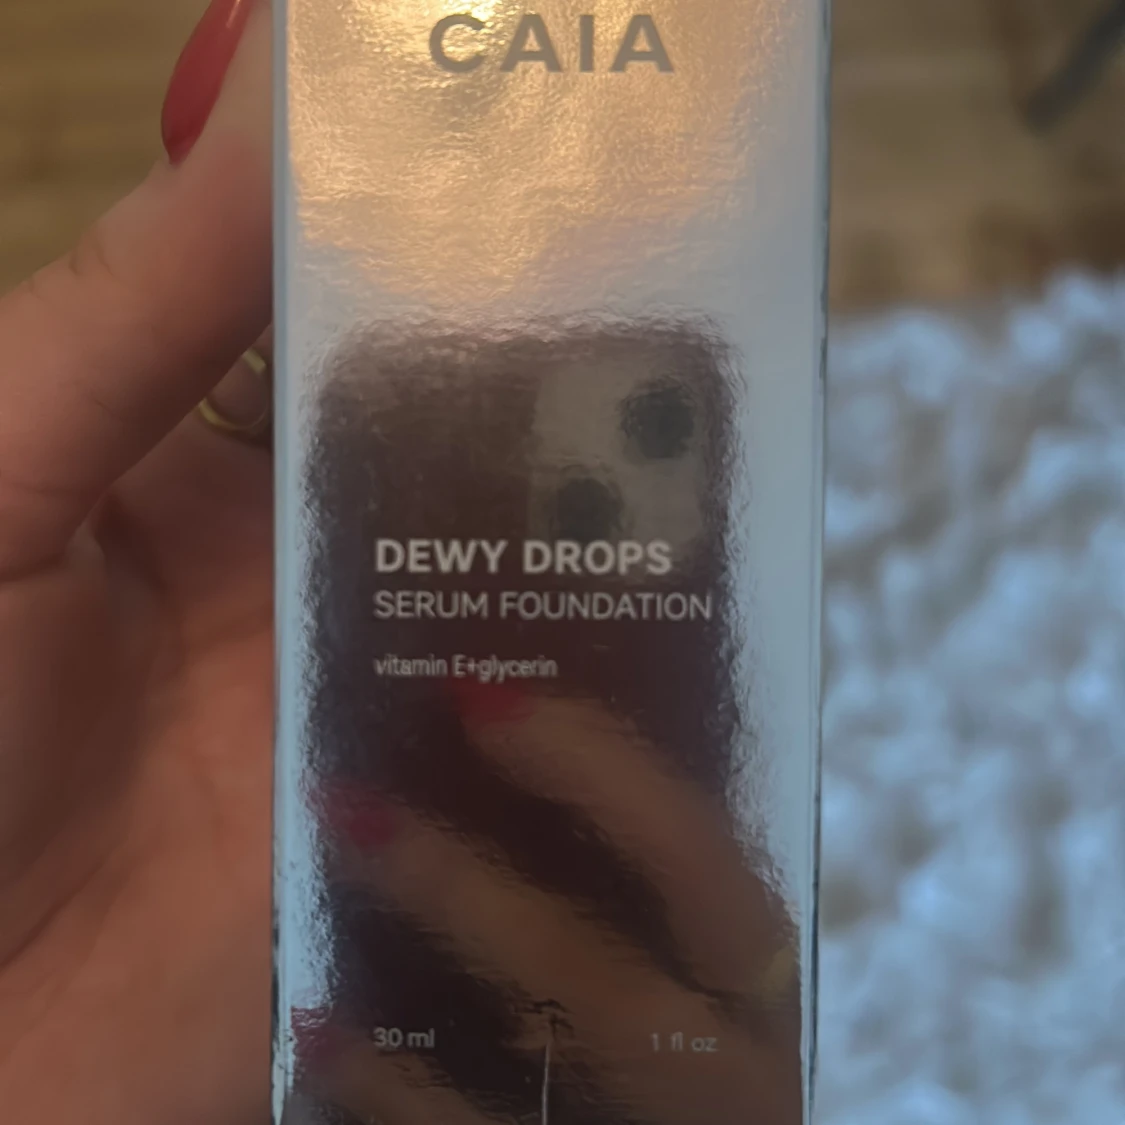 CAIA
DEWY DROPS
SERUM FOUNDATION
vitamin E+glycerin
30 ml
1 fl oz